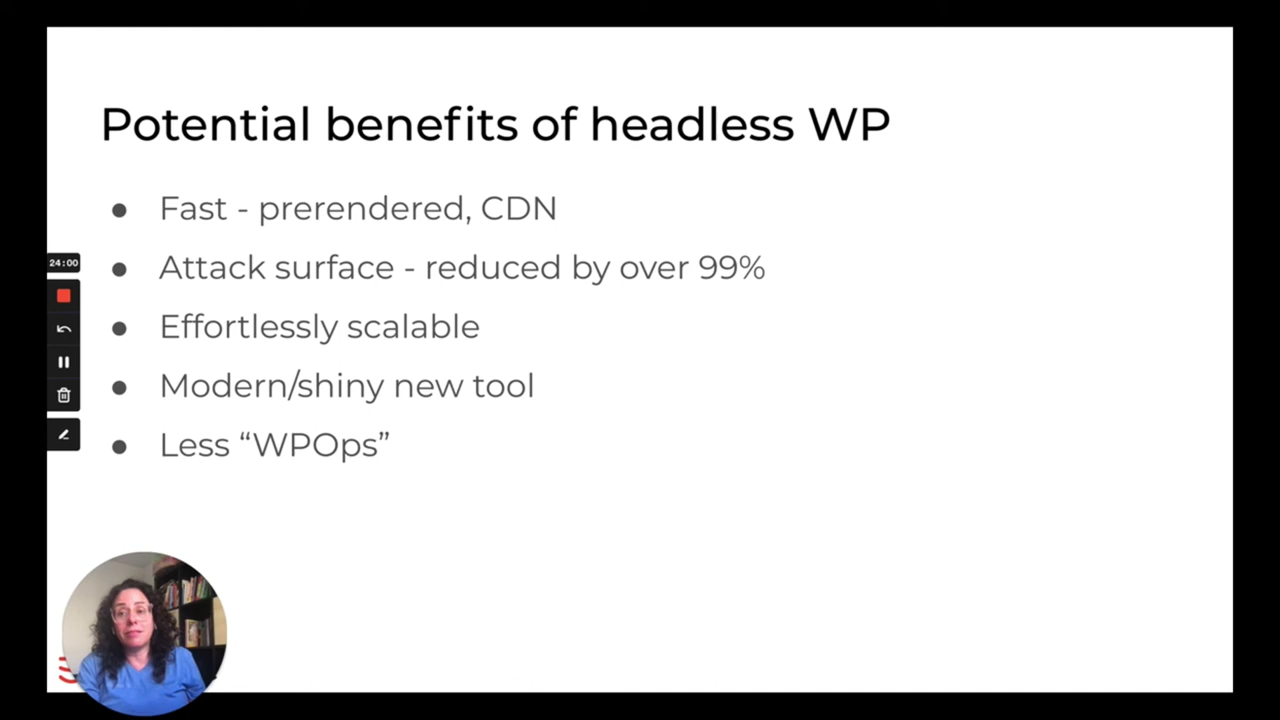 Potential benefits of headless WP
● Fast - prerendered, CDN
● Attack surface - reduced by over 99%
24:00
● Effortlessly scalable
● Modern/shiny new tool
● Less “WPOps”